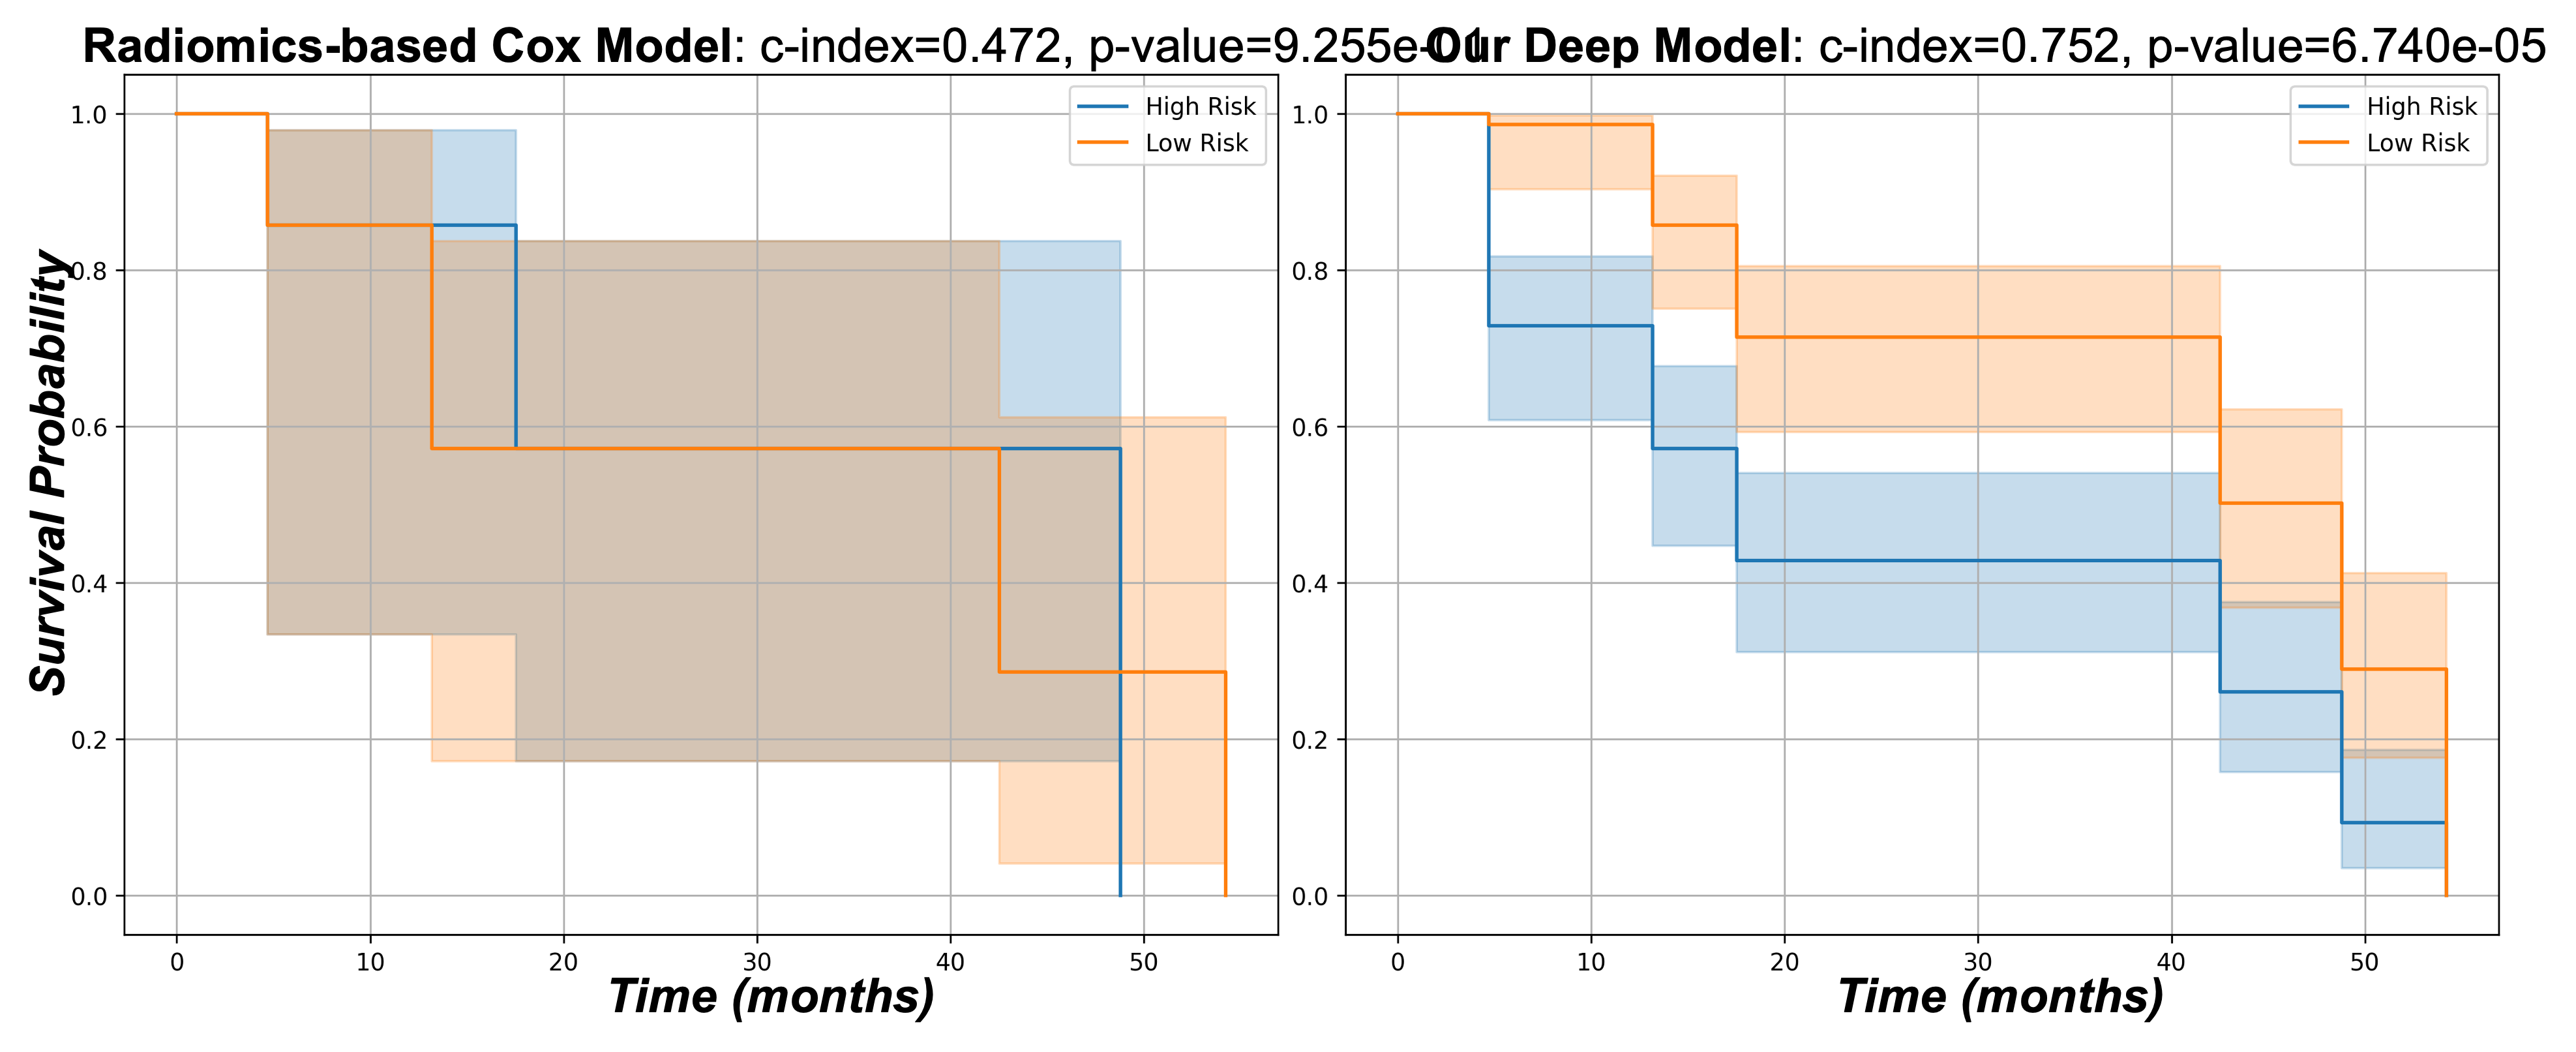 Radiomics-based Cox Model: c-index=0.472, p-value=9.255e-01
Our Deep Model: c-index=0.752, p-value=6.740e-05
Survival Probability
1.0
0.8
0.6
0.4
0.2
0.0
High Risk
Low Risk
0 10 20 30 40 50
Time (months)
1.0
0.8
0.6
0.4
0.2
0.0
High Risk
Low Risk
0 10 20 30 40 50
Time (months)